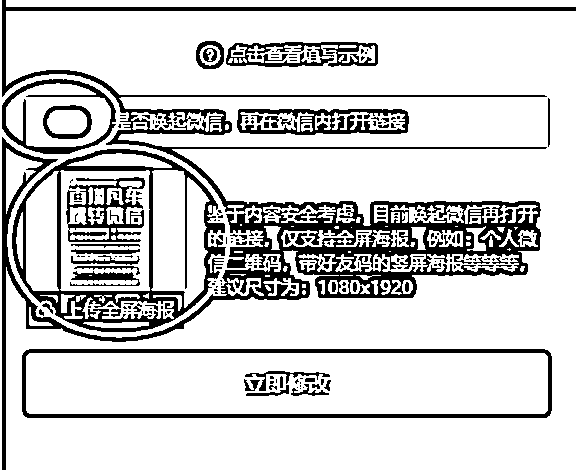 点击查看填写示例
是否唤起微信，再在微信内打开链接
直播风车
跳转微信
鉴于内容安全考虑，目前唤起微信再打开
的链接，仅支持全屏海报，例如：个人微
信二维码，带好友码的竖屏海报等等等，
建议尺寸为：1080x1920
上传全屏海报
立即修改